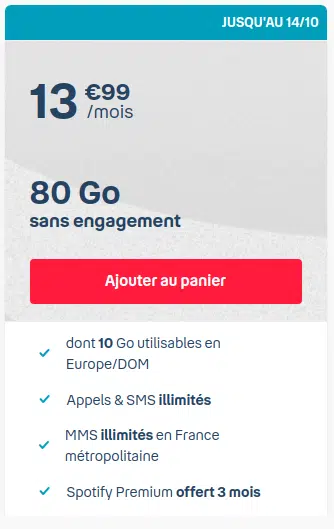 JUSQU'AU 14/10
13 €99
/mois
80 Go
sans engagement
Ajouter au panier
dont 10 Go utilisables en
Europe/DOM
Appels & SMS illimités
MMS illimités en France
métropolitaine
Spotify Premium offert 3 mois